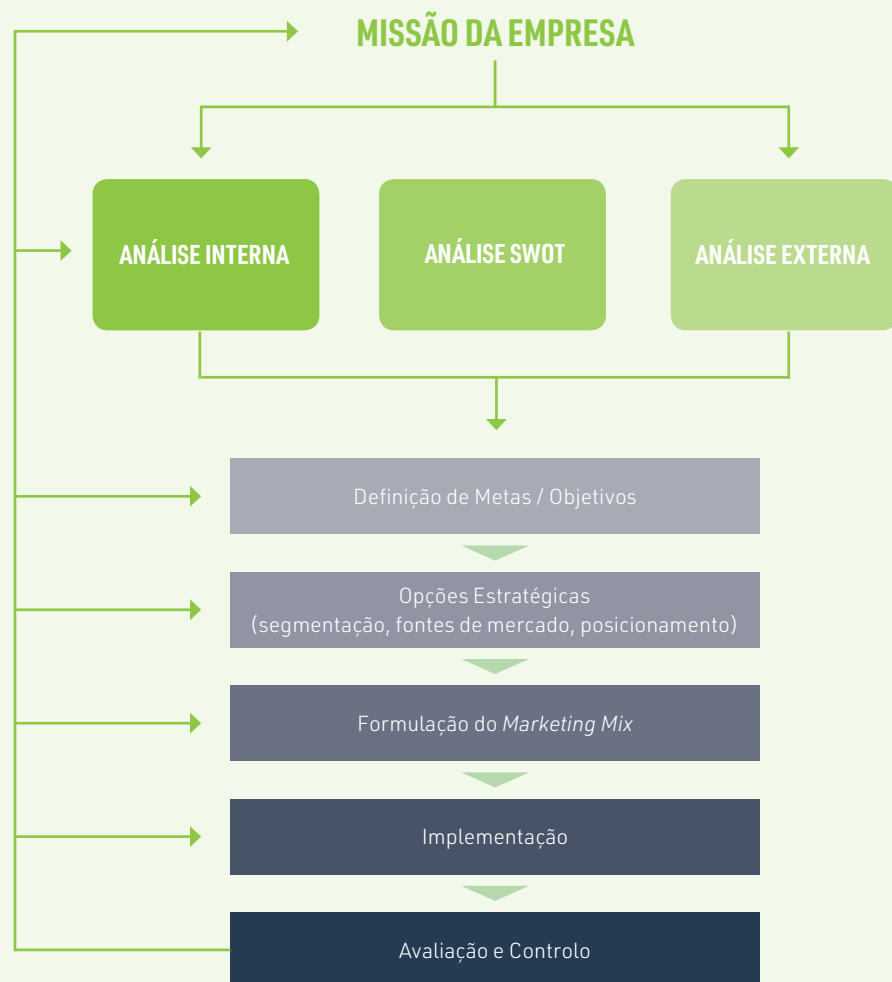 MISSÃO DA EMPRESA
ANÁLISE INTERNA
ANÁLISE SWOT
ANÁLISE EXTERNA
Definição de Metas / Objetivos
Opções Estratégicas
(segmentação, fontes de mercado, posicionamento)
Formulação do Marketing Mix
Implementação
Avaliação e Controlo